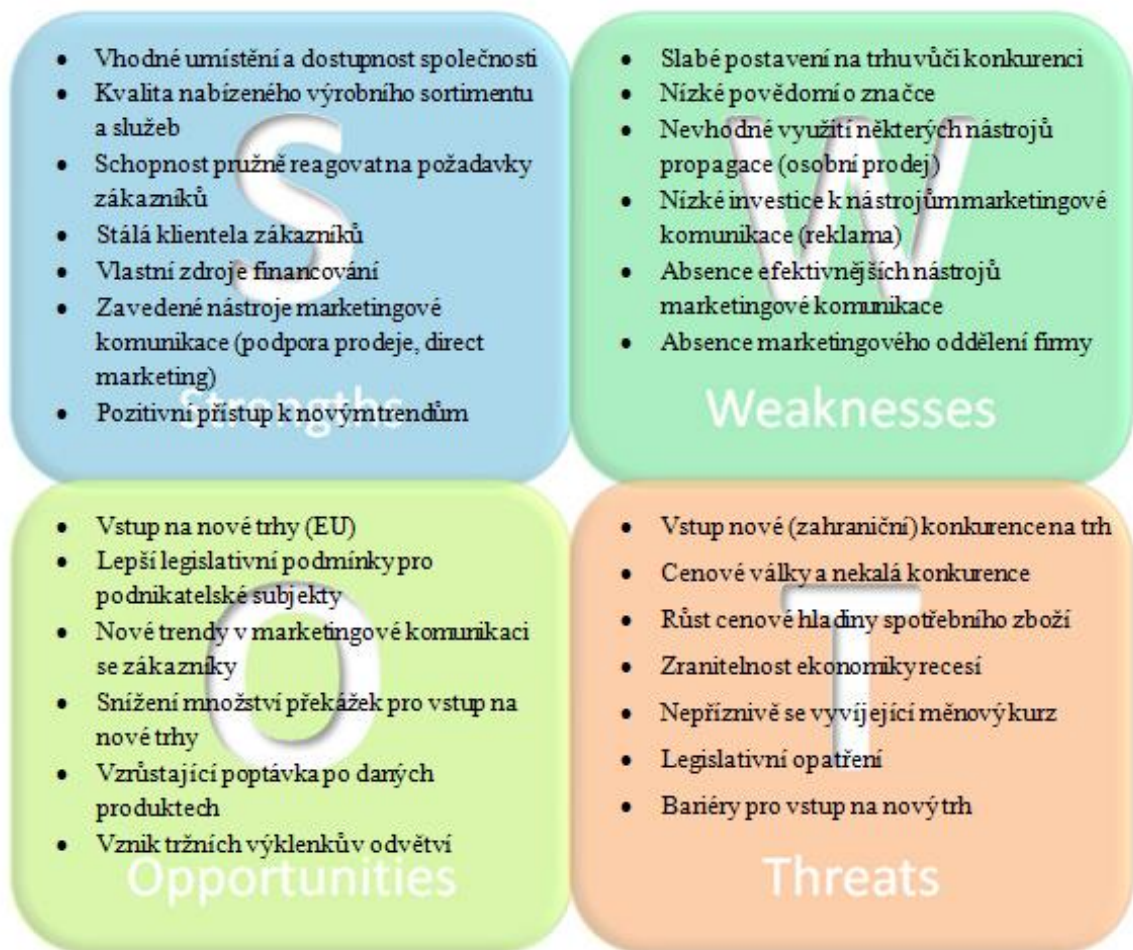 • Vhodné umístění a dostupnost společnosti
• Kvalita nabízeného výrobního sortimentu
a služeb
• Schopnost pružně reagovat na požadavky
zákazníků
• Stálá klientela zákazníků
• Vlastní zdroje financování
• Zavedené nástroje marketingové
komunikace (podpora prodeje, direct
marketing)
• Pozitivní přístup k novým trendům
S
Strengths
• Slabé postavení na trhu vůči konkurenci
• Nízké povědomí o značce
• Nevhodné využití některých nástrojů
propagace (osobní prodej)
• Nízké investice k nástrojům marketingové
komunikace (reklama)
• Absence efektivnějších nástrojů
marketingové komunikace
• Absence marketingového oddělení firmy
W
Weaknesses
• Vstup na nové trhy (EU)
• Lepší legislativní podmínky pro
podnikatelské subjekty
• Nové trendy v marketingové komunikaci
se zákazníky
• Snížení množství překážek pro vstup na
nové trhy
• Vzrůstající poptávka po daných
produktech
• Vznik tržních výklenků v odvětví
O
Opportunities
• Vstup nové (zahraniční) konkurence na trh
• Cenové války a nekalá konkurence
• Růst cenové hladiny spotřebního zboží
• Zranitelnost ekonomiky recesí
• Nepříznivě se vyvíjející měnový kurz
• Legislativní opatření
• Bariéry pro vstup na nový trh
T
Threats